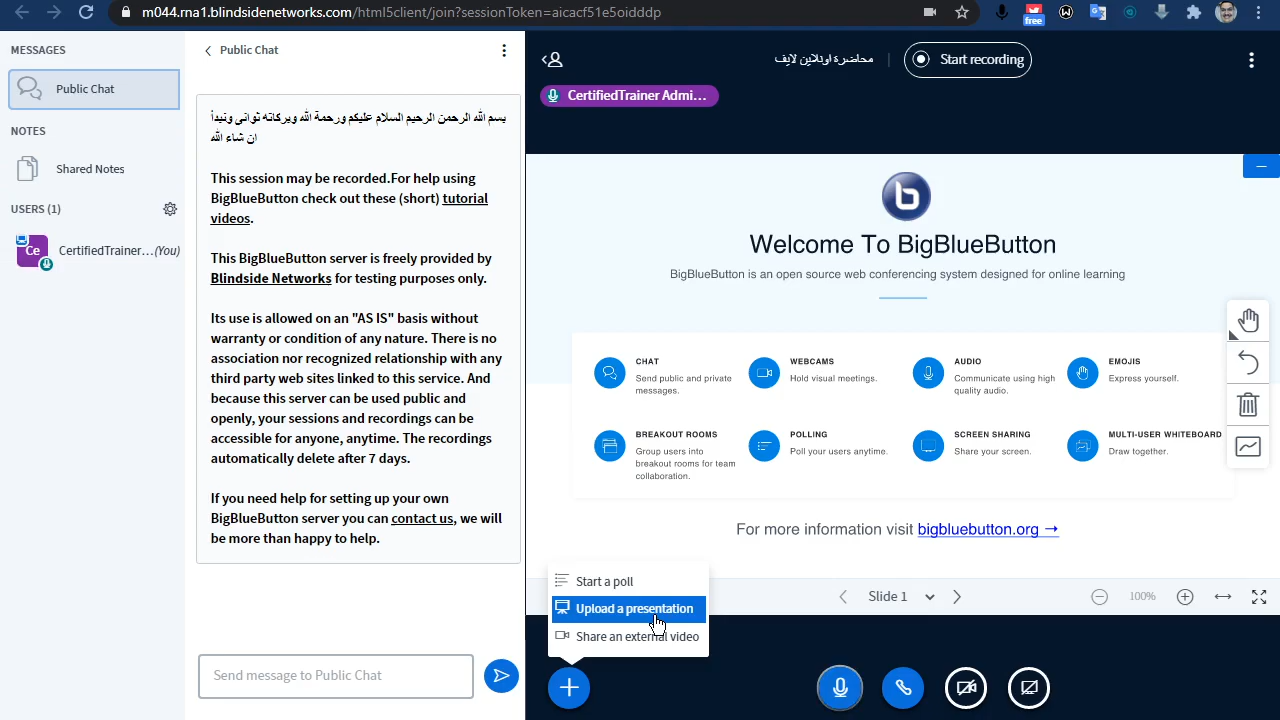 m044.rna1.blindsidenetworks.com/html5client/join?sessionToken=aicacf51e5oidddp
free
MESSAGES
Public Chat
NOTES
Shared Notes
USERS (1)
Ce
CertifiedTrainer...(You)
Public Chat
بسم الله الرحمن الرحيم السلام عليكم ورحمة الله وبركاته ثوانى ونبدأ
ان شاء الله
This session may be recorded.For help using
BigBlueButton check out these (short) tutorial
videos.
This BigBlueButton server is freely provided by
Blindside Networks for testing purposes only.
Its use is allowed on an "AS IS" basis without
warranty or condition of any nature. There is no
association nor recognized relationship with any
third party web sites linked to this service. And
because this server can be used public and
openly, your sessions and recordings can be
accessible for anyone, anytime. The recordings
automatically delete after 7 days.
If you need help for setting up your own
BigBlueButton server you can contact us, we will
be more than happy to help.
Send message to Public Chat
محاضرة اونلاين لايف
Start recording
CertifiedTrainer Admi...
b
Welcome To BigBlueButton
BigBlueButton is an open source web conferencing system designed for online learning
CHAT
Send public and private
messages.
WEBCAMS
Hold visual meetings.
AUDIO
Communicate using high
quality audio.
EMOJIS
Express yourself.
BREAKOUT ROOMS
Group users into
breakout rooms for team
collaboration.
POLLING
Poll your users anytime.
SCREEN SHARING
Share your screen.
MULTI-USER WHITEBOARD
Draw together.
For more information visit bigbluebutton.org →
Start a poll
Upload a presentation
Share an external video
Slide 1
100%